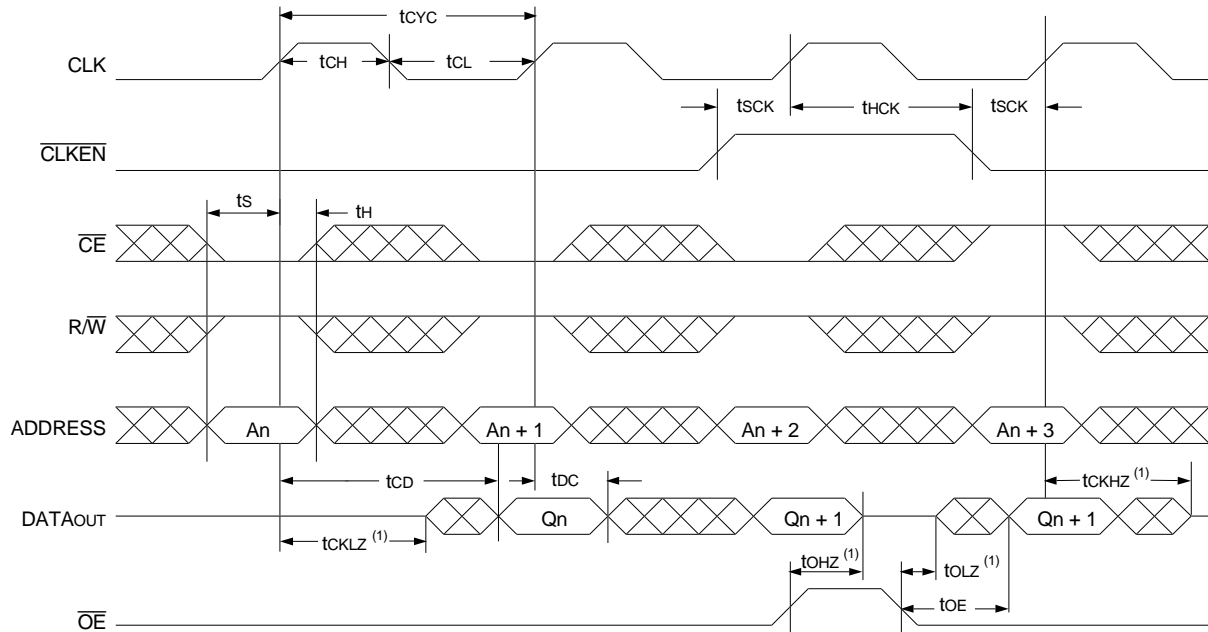 tCYC
CLK
tCH
tCL
tSCK
tHCK
tSCK
CLKEN
tS
tH
CE
R/W
ADDRESS
An
An + 1
An + 2
An + 3
tCD
tDC
tCKHZ (1)
DATAOUT
Qn
Qn + 1
Qn + 1
tCKLZ (1)
tOHZ (1)
tOLZ (1)
tOE
OE